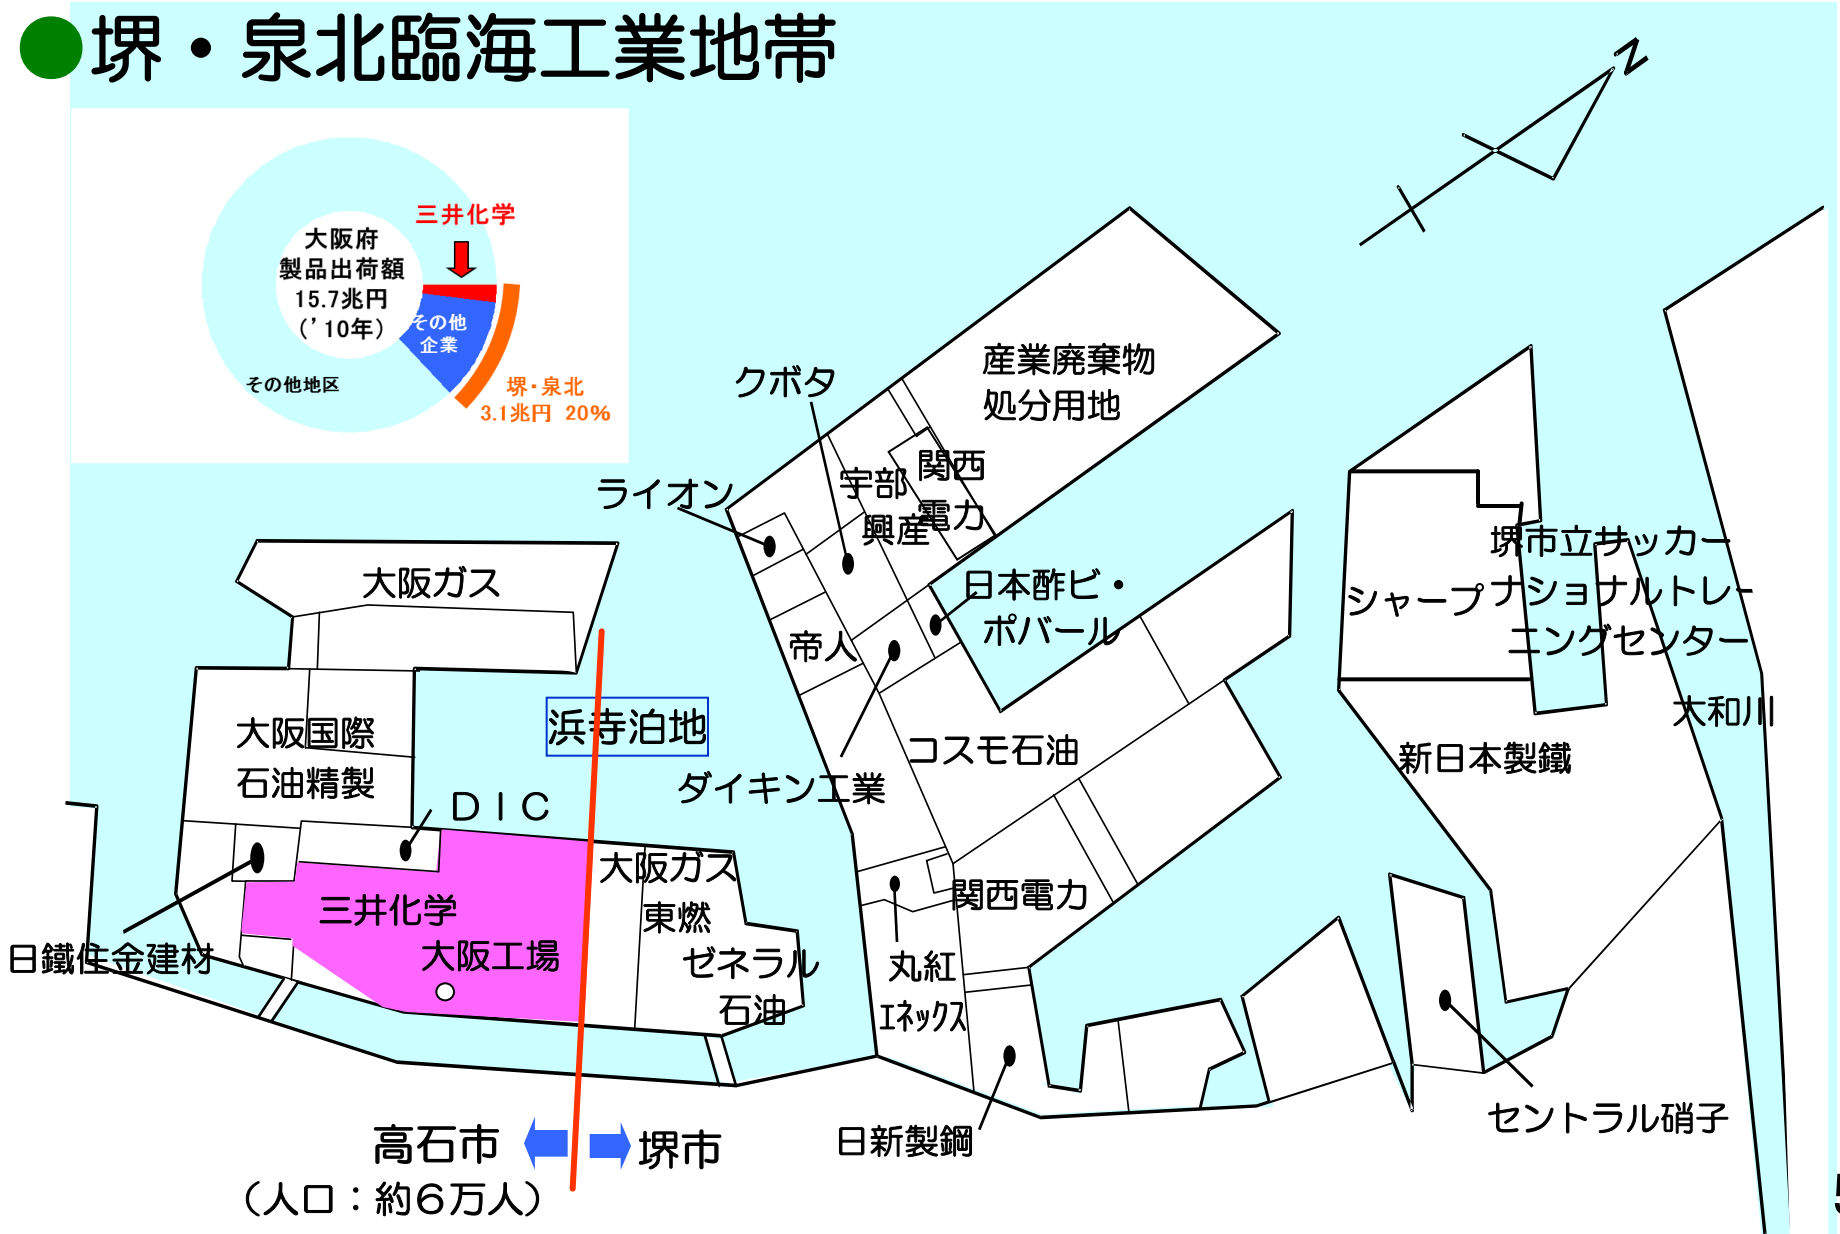 ●堺・泉北臨海工業地帯
N
三井化学
大阪府
製品出荷額
15.7兆円
(’10年)
その他
企業
その他地区
堺・泉北
3.1兆円 20%
産業廃棄物
処分用地
クボタ
関西
電力
宇部
興産
ライオン
日本酢ビ・
ポバール
帝人
大阪ガス
堺市立サッカー
ナショナルトレー
ニングセンター
シャープ
大和川
浜寺泊地
大阪国際
石油精製
コスモ石油
新日本製鐵
ダイキン工業
DIC
大阪ガス
三井化学
大阪工場
東燃
ゼネラル
石油
関西電力
日鐵住金建材
丸紅
エネックス
セントラル硝子
日新製鋼
高石市
堺市
(人口:約6万人)